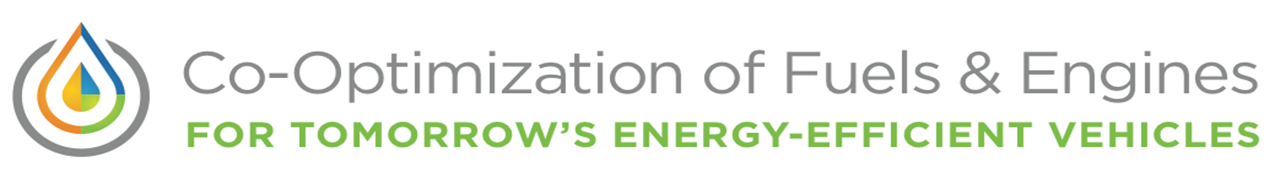 Co-Optimization of Fuels & Engines
FOR TOMORROW’S ENERGY-EFFICIENT VEHICLES